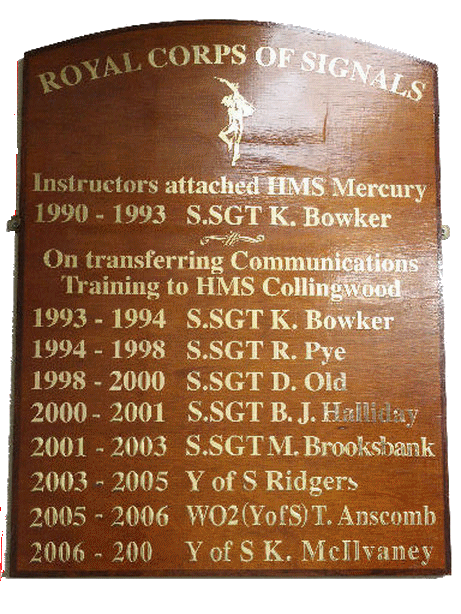 ROYAL CORPS OF SIGNALS
Instructors attached HMS Mercury
1990 - 1993 S.SGT K. Bowker
On transferring Communications
Training to HMS Collingwood
1993 - 1994 S.SGT K. Bowker
1994 - 1998 S.SGT R. Pye
1998 - 2000 S.SGT D. Old
2000 - 2001 S.SGT B. J. Halliday
2001 - 2003 S.SGT M. Brooksbank
2003 - 2005 Y of S Ridgers
2005 - 2006 WO2 (YofS) T. Anscomb
2006 - 200 Y of S K. McIlvaney